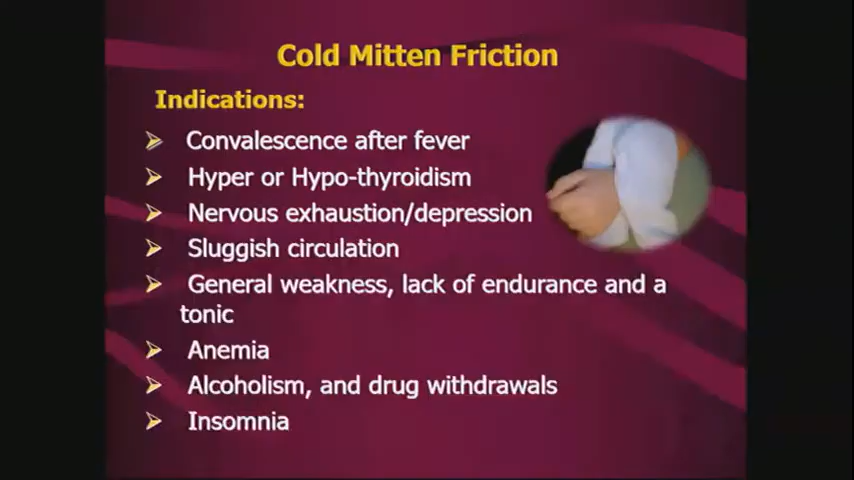 Cold Mitten Friction
Indications:
Convalescence after fever
Hyper or Hypo-thyroidism
Nervous exhaustion/depression
Sluggish circulation
General weakness, lack of endurance and a
tonic
Anemia
Alcoholism, and drug withdrawals
Insomnia